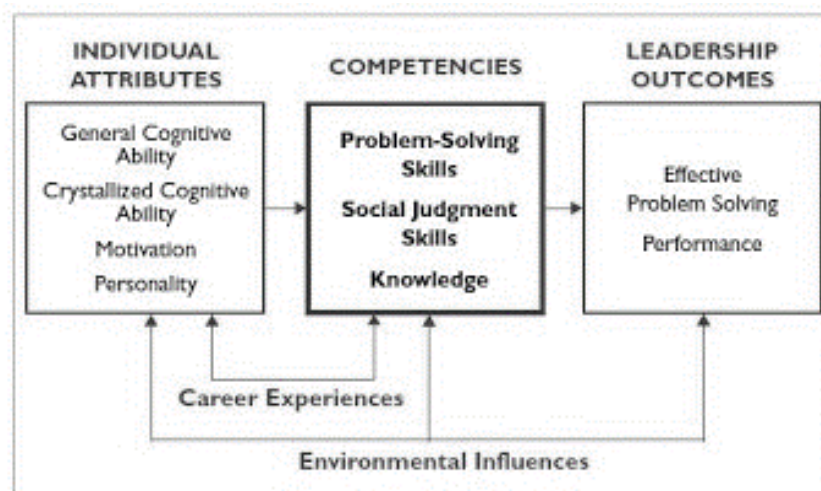 INDIVIDUAL
ATTRIBUTES
General Cognitive
Ability
Crystallized Cognitive
Ability
Motivation
Personality
COMPETENCIES
Problem-Solving
Skills
Social Judgment
Skills
Knowledge
LEADERSHIP
OUTCOMES
Effective
Problem Solving
Performance
Career Experiences
Environmental Influences